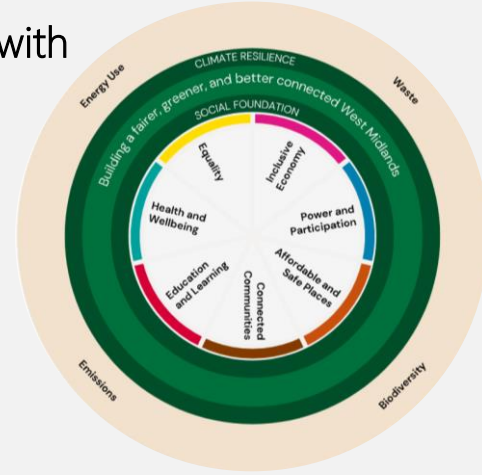 with
Energy Use
Waste
CLIMATE RESILIENCE
Building a fairer, greener, and better connected West Midlands
SOCIAL FOUNDATION
Equality
Inclusive
Economy
Health and
Wellbeing
Power and
Participation
Education
and Learning
Affordable and
Safe Places
Connected
Communities
Emissions
Biodiversity